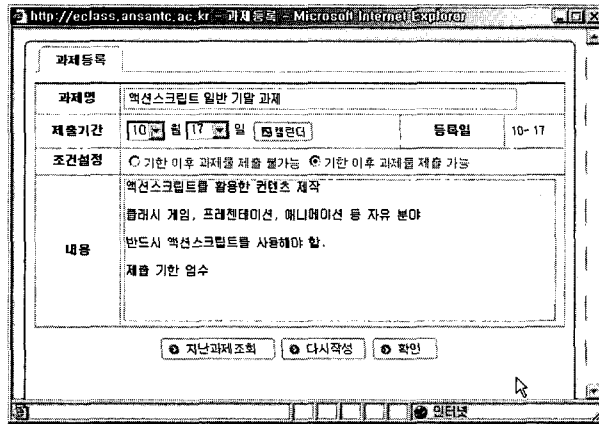 http://eclass.ansantc.ac.kr - 과제등록 - Microsoft Internet Explorer
과제등록
과제명 액션스크립트 일반 기말 과제
제출기간 10 월 17 일 캘린더 등록일 10-17
조건설정 기한 이후 과제물 제출 불가능 기한 이후 과제물 제출 가능
내용
액션스크립트를 활용한 컨텐츠 제작
플래시 게임, 프레젠테이션, 애니메이션 등 자유 분야
반드시 액션스크립트를 사용해야 함.
제출 기한 엄수
지난과제조회 다시작성 확인
인터넷